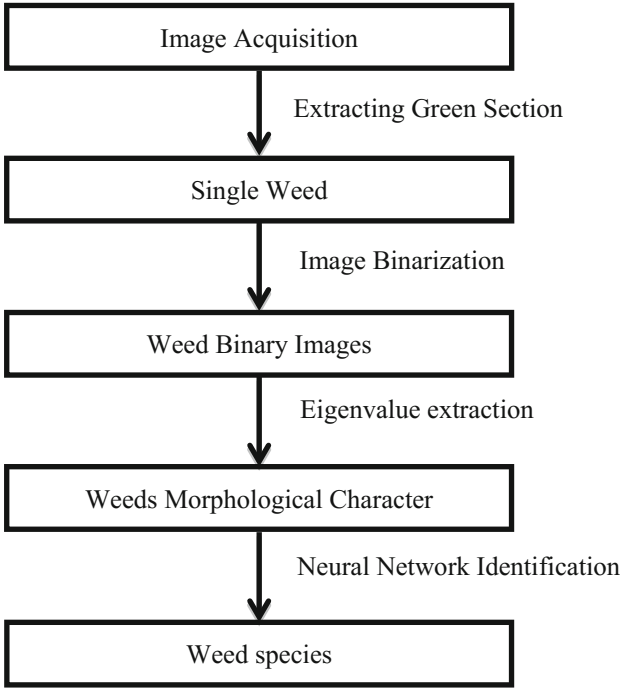 Image Acquisition
Extracting Green Section
Single Weed
Image Binarization
Weed Binary Images
Eigenvalue extraction
Weeds Morphological Character
Neural Network Identification
Weed species